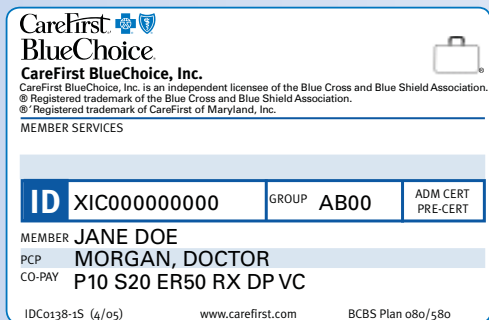 CareFirst
BlueChoice
®
CareFirst BlueChoice, Inc.
CareFirst BlueChoice, Inc. is an independent licensee of the Blue Cross and Blue Shield Association.
® Registered trademark of the Blue Cross and Blue Shield Association.
®´ Registered trademark of CareFirst of Maryland, Inc.
MEMBER SERVICES
ID XIC000000000 GROUP AB00 ADM CERT
PRE-CERT
MEMBER JANE DOE
PCP MORGAN, DOCTOR
CO-PAY P10 S20 ER50 RX DP VC
IDC0138-1S (4/05) www.carefirst.com BCBS Plan 080/580